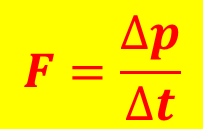 F = Δp / Δt